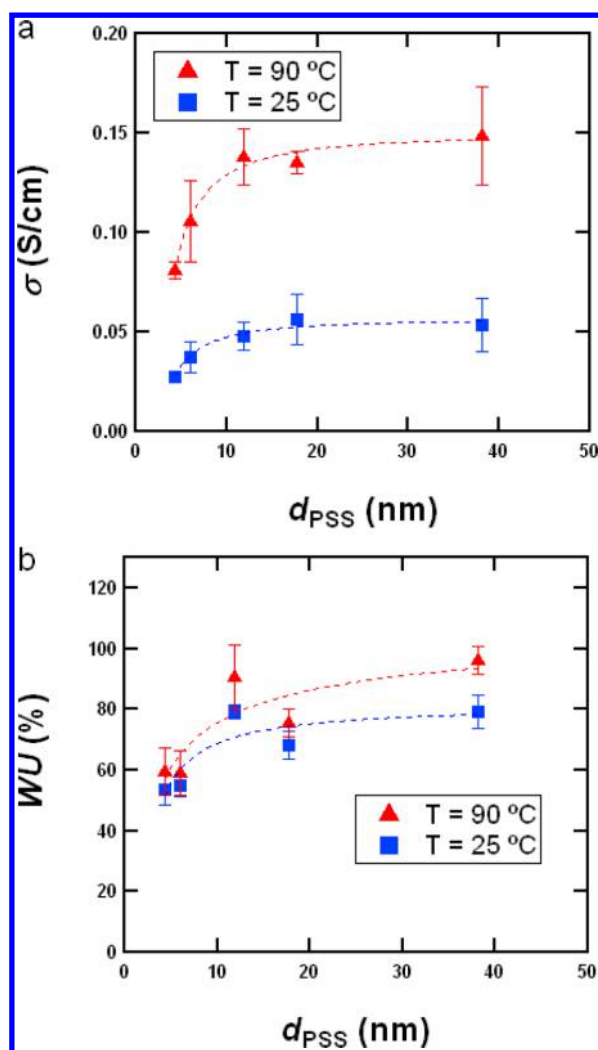 a
0.20
0.15
0.10
0.05
0.00
σ (S/cm)
T = 90 ºC
T = 25 ºC
0 10 20 30 40 50
dPSS (nm)
b
120
100
80
60
40
20
0
WU (%)
T = 90 ºC
T = 25 ºC
0 10 20 30 40 50
dPSS (nm)